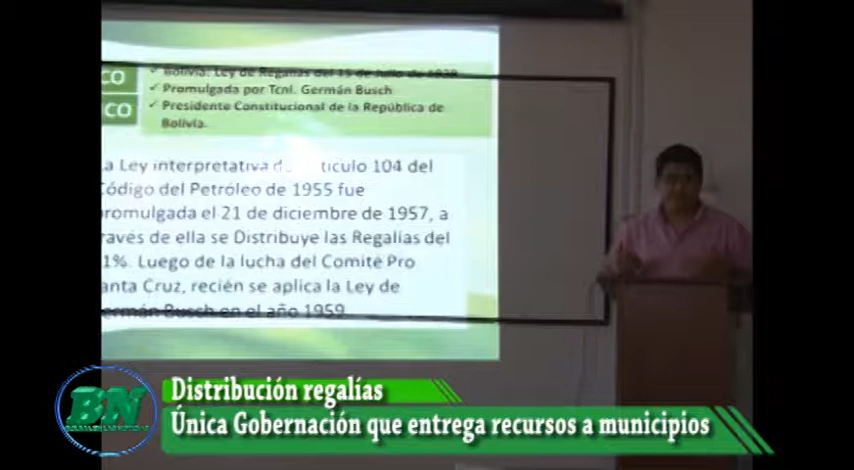 CO
✓ Bolivia: Ley de Regalías del 15 de Julio de 1938
✓ Promulgada por Tcnl. Germán Busch
CO
✓ Presidente Constitucional de la República de
Bolivia.
a Ley interpretativa d tículo 104 del
Código del Petróleo de 1955 fue
promulgada el 21 de diciembre de 1957, a
ravés de ella se Distribuye las Regalías del
1%. Luego de la lucha del Comité Pro
anta Cruz, recién se aplica la Ley de
ermán Busch en el año 1959
BN
Distribución regalías
Única Gobernación que entrega recursos a municipios